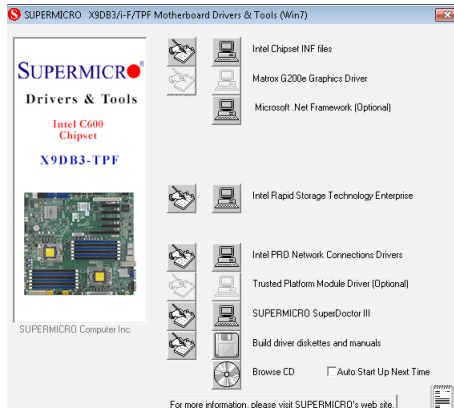 SUPERMICRO X9DB3/i-F/TPF Motherboard Drivers & Tools (Win7)
SUPERMICR
Drivers & Tools
Intel C600
Chipset
X9DB3-TPF
SUPERMICRO Computer Inc.
Intel Chipset INF files
Matrox G200e Graphics Driver
Microsoft .Net Framework (Optional)
Intel Rapid Storage Technology Enterprise
Intel PRO Network Connections Drivers
Trusted Platform Module Driver (Optional)
SUPERMICRO SuperDoctor III
Build driver diskettes and manuals
Browse CD
Auto Start Up Next Time
For more information, please visit SUPERMICRO's web site.